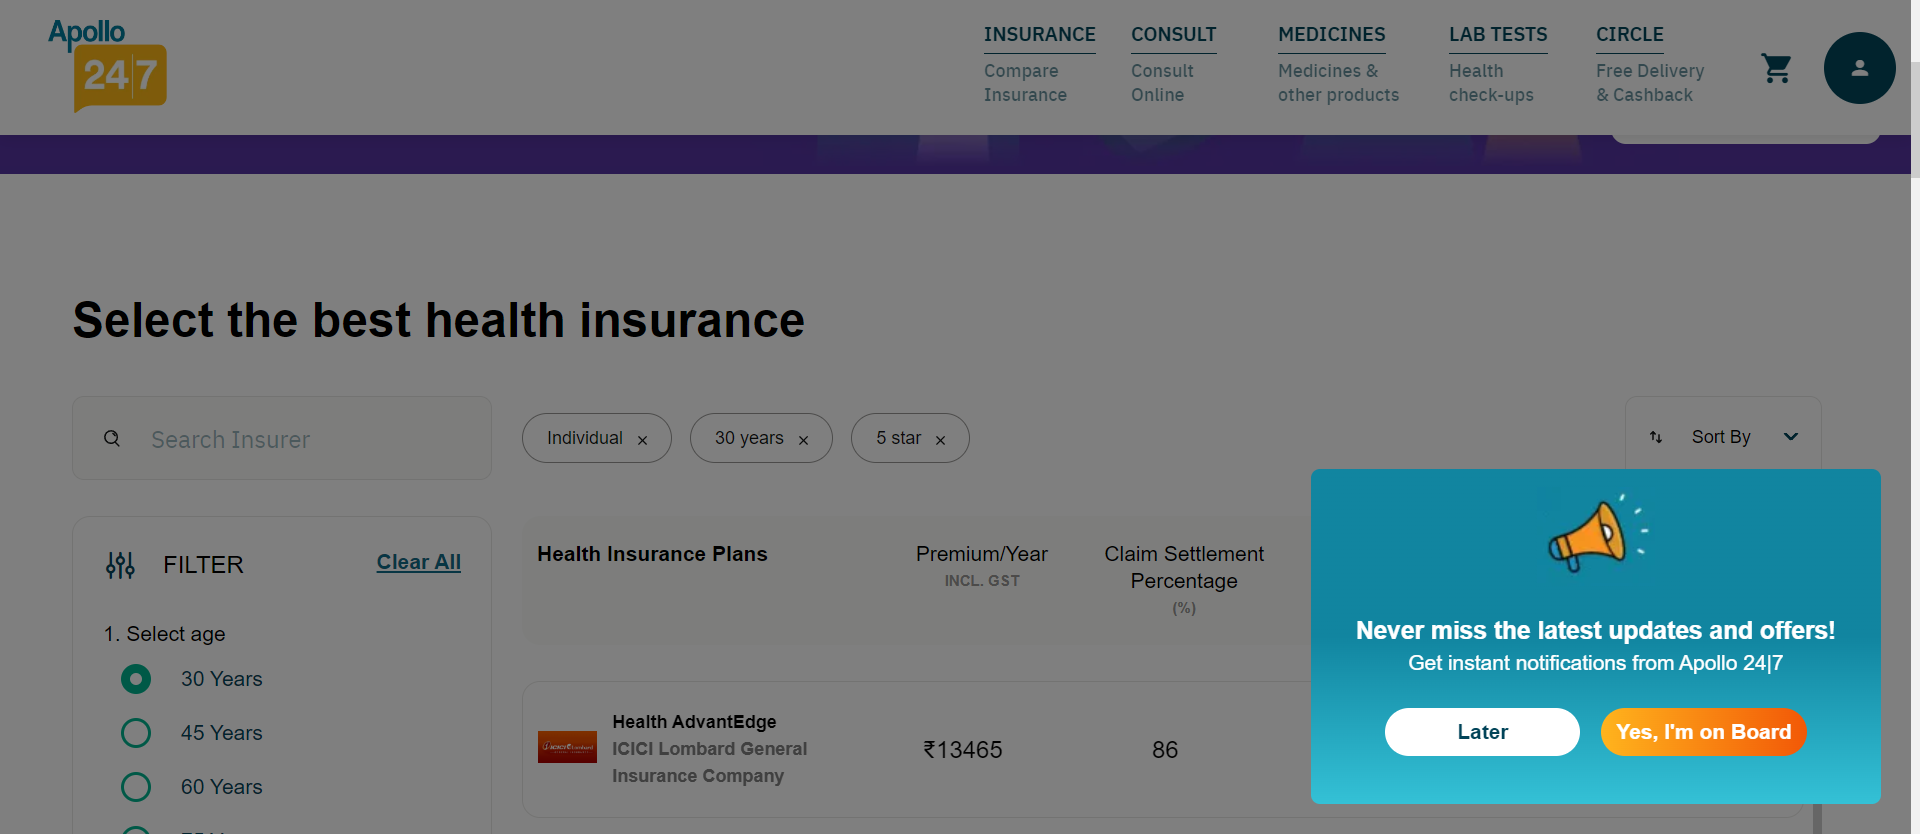 Apollo
24|7
INSURANCE
Compare
Insurance
CONSULT
Consult
Online
MEDICINES
Medicines &
other products
LAB TESTS
Health
check-ups
CIRCLE
Free Delivery
& Cashback
Select the best health insurance
Search Insurer
Individual ×
30 years ×
5 star ×
Sort By
FILTER
Clear All
1. Select age
30 Years
45 Years
60 Years
Health Insurance Plans
Premium/Year
INCL. GST
Claim Settlement
Percentage
(%)
ICICI Lombard
Health AdvantEdge
ICICI Lombard General
Insurance Company
₹13465
86
Never miss the latest updates and offers!
Get instant notifications from Apollo 24|7
Later
Yes, I'm on Board